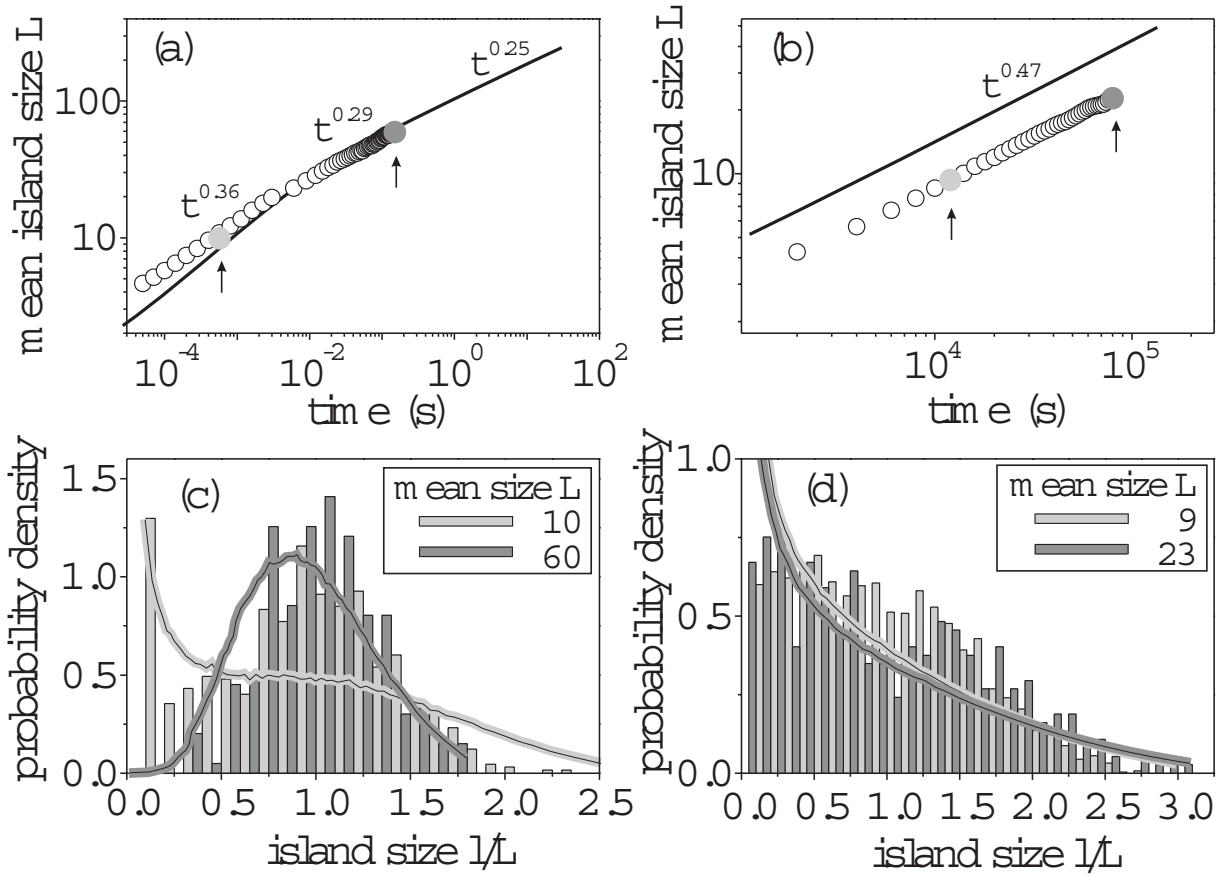 (a)
mean island size L
100
10
t^0.36
t^0.29
t^0.25
10^-4
10^-2
10^0
10^2
time (s)
(b)
mean island size L
10
t^0.47
10^4
10^5
time (s)
(c)
probability density
1.5
1.0
0.5
0.0
mean size L
10
60
0.0 0.5 1.0 1.5 2.0 2.5
island size l/L
(d)
probability density
1.0
0.5
0.0
mean size L
9
23
0.0 0.5 1.0 1.5 2.0 2.5 3.0
island size l/L